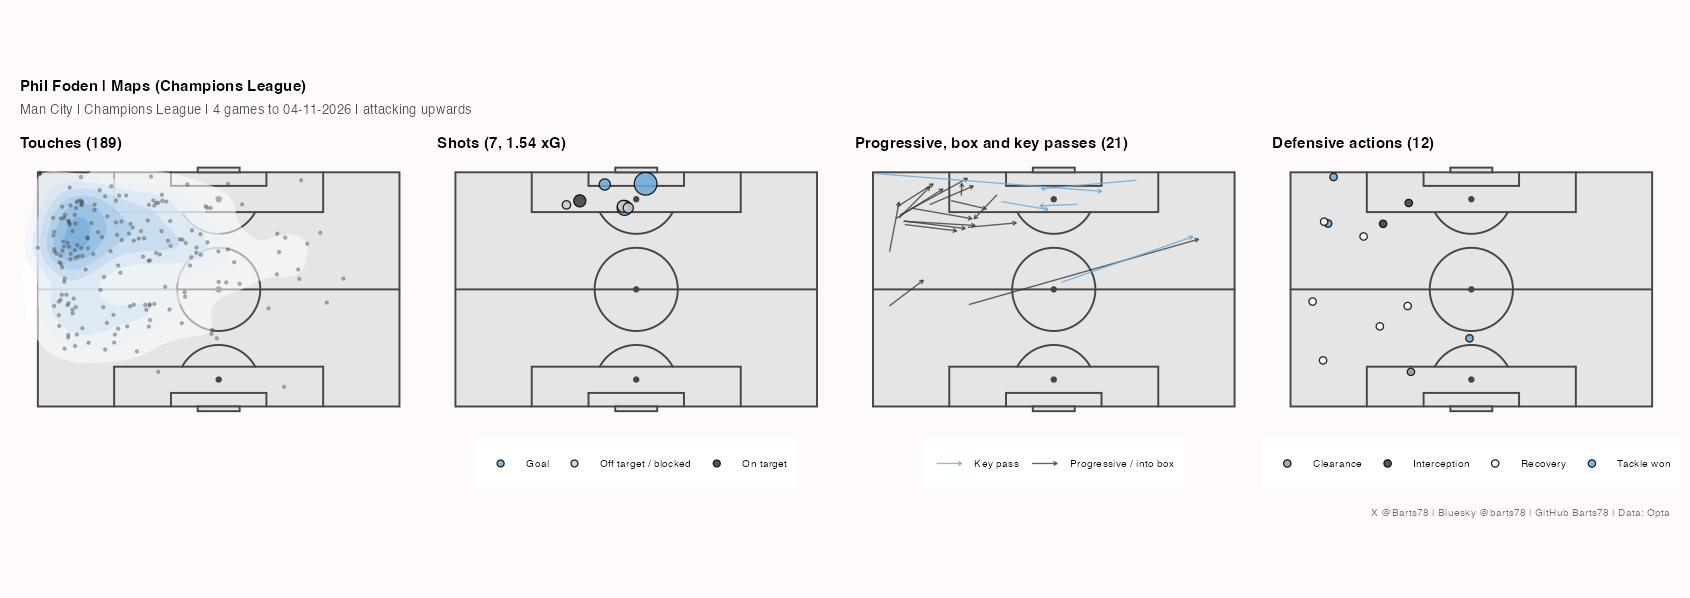 Phil Foden | Maps (Champions League)
Man City | Champions League | 4 games to 04-11-2026 | attacking upwards
Touches (189)
Shots (7, 1.54 xG)
Progressive, box and key passes (21)
Defensive actions (12)
Goal
Off target / blocked
On target
Key pass
Progressive / into box
Clearance
Interception
Recovery
Tackle won
X @Barts78 | Bluesky @barts78 | GitHub Barts78 | Data: Opta